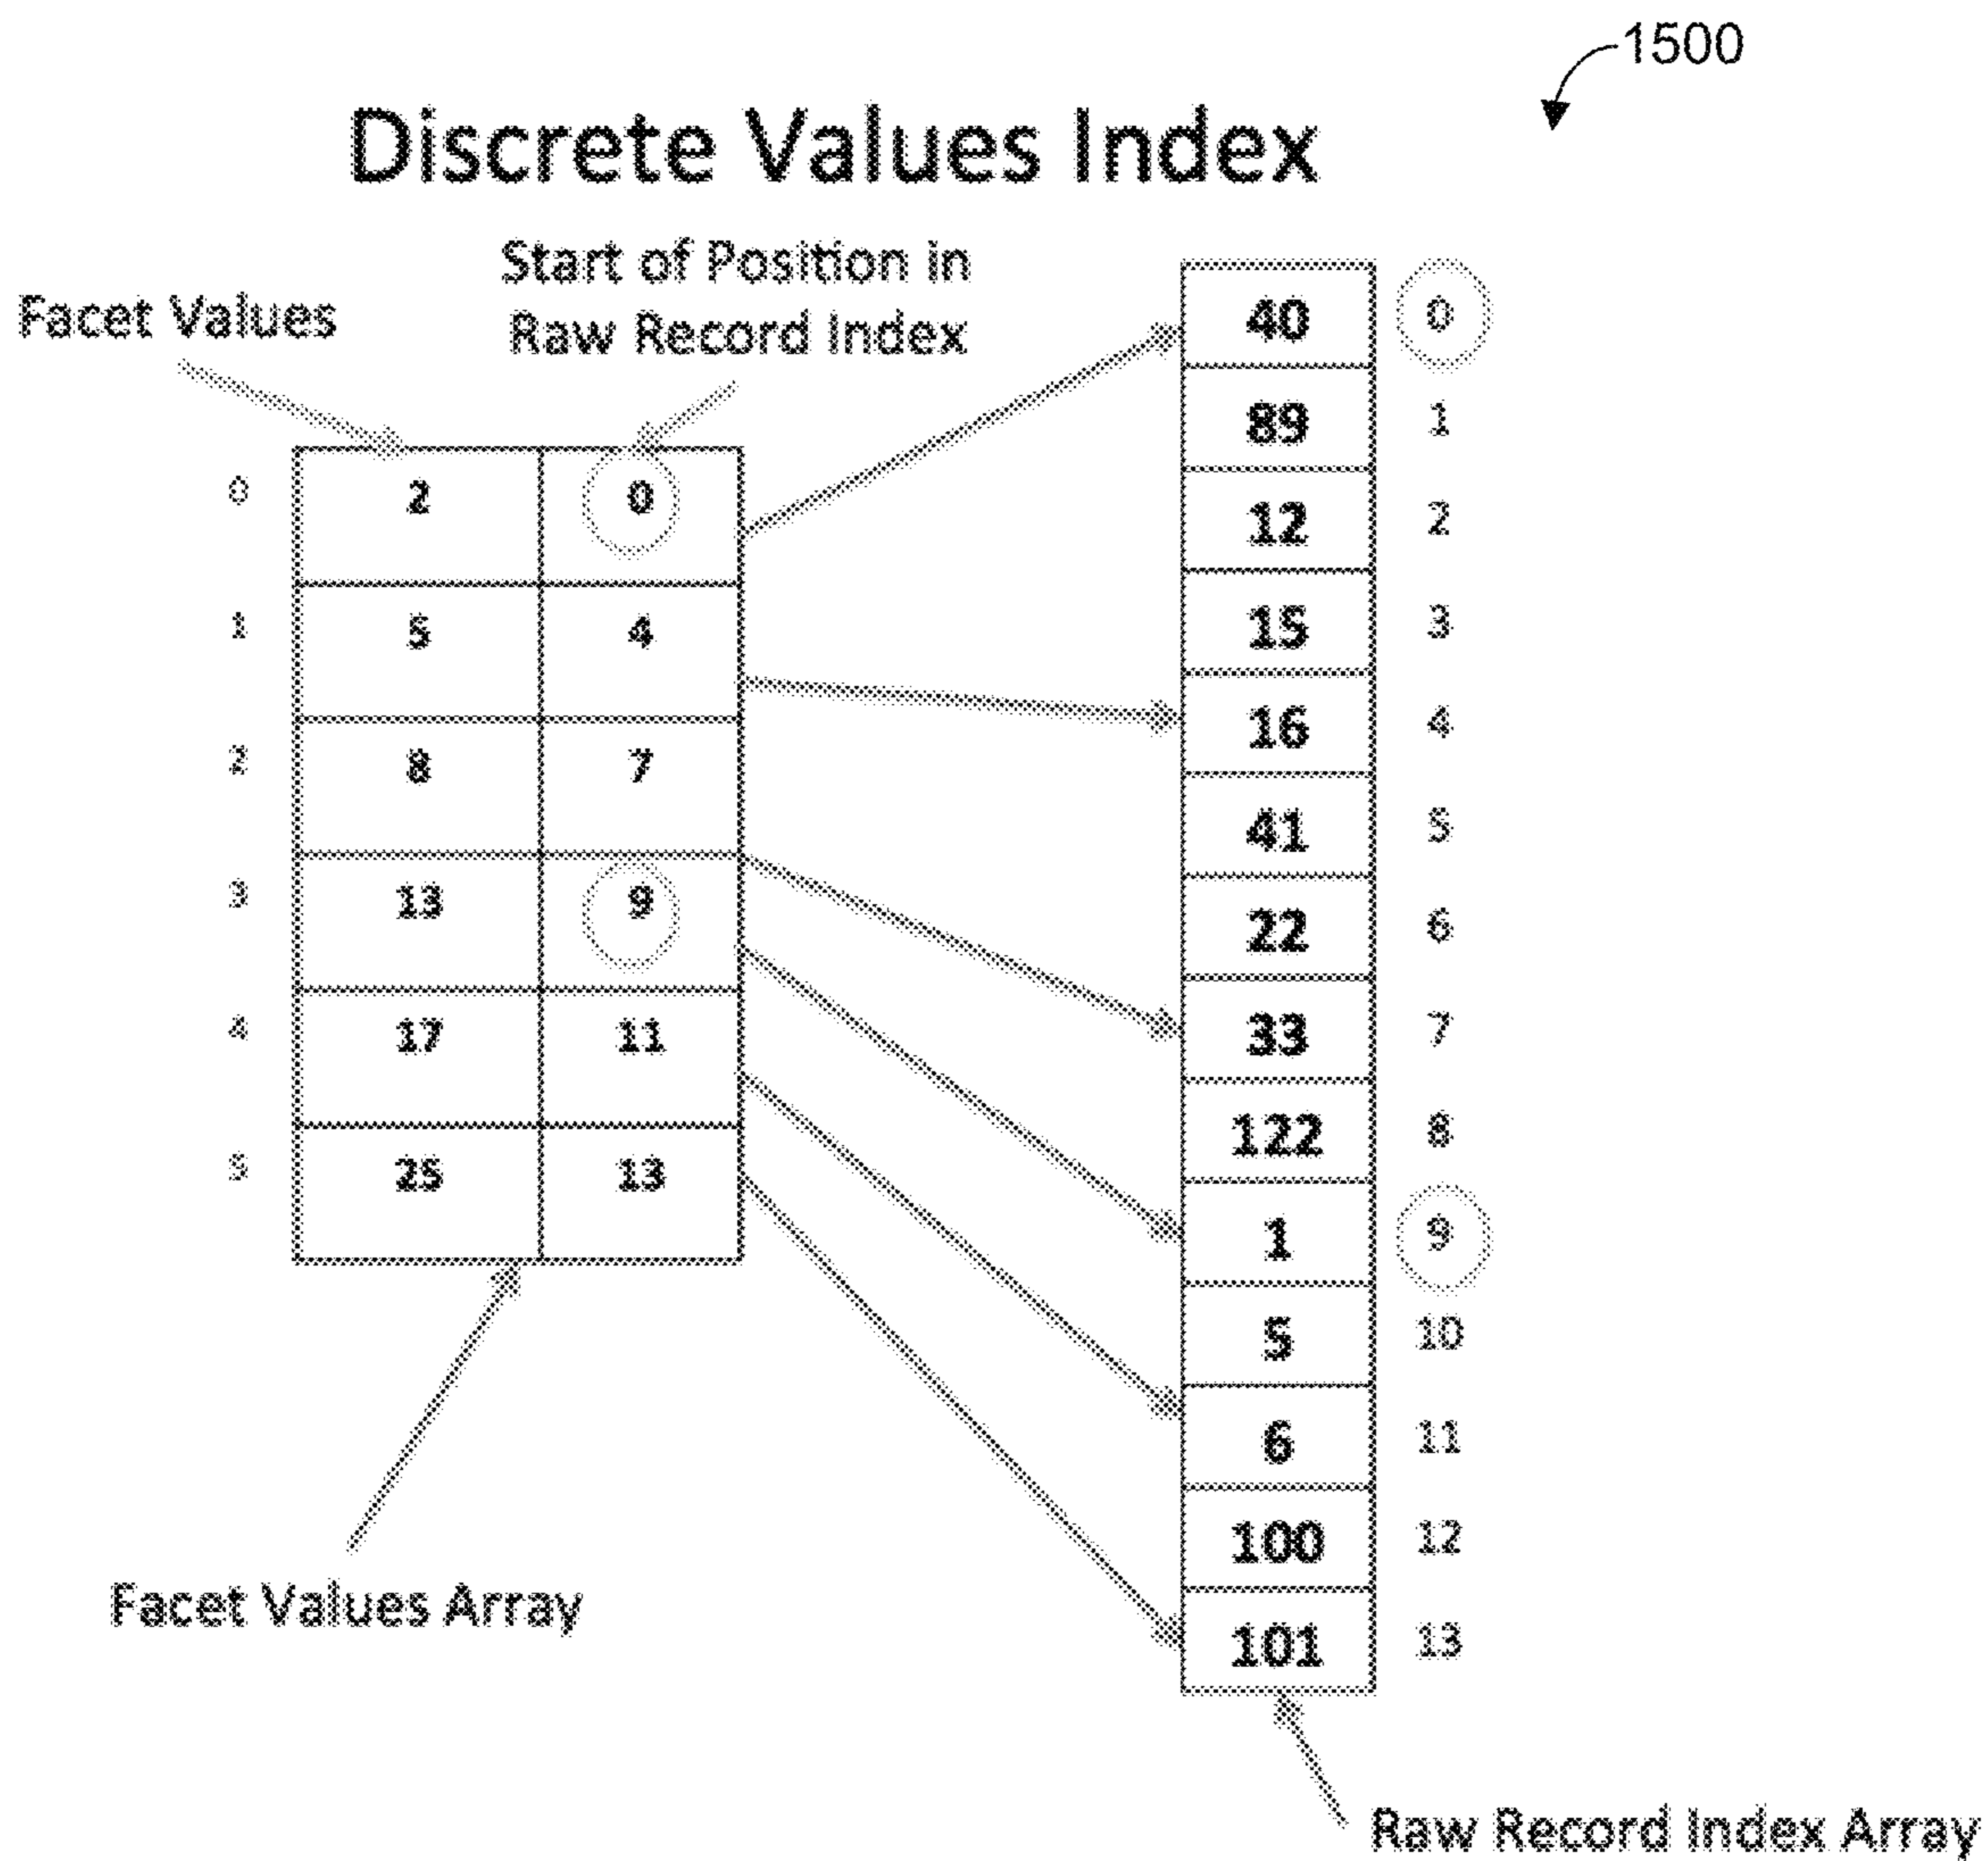 1500
Discrete Values Index
Start of Position in
Raw Record Index
Facet Values
40 0
89 1
12 2
15 3
16 4
41 5
22 6
33 7
122 8
1 9
5 10
6 11
100 12
101 13
0 2 0
1 5 4
2 8 7
3 13 9
4 17 11
5 25 13
Facet Values Array
Raw Record Index Array